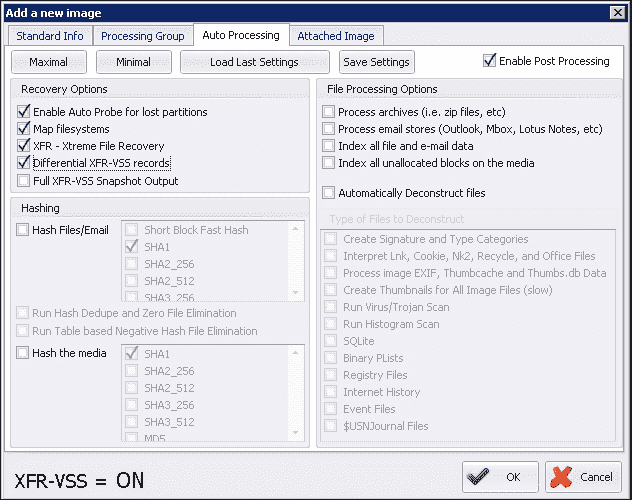 Add a new image
Standard Info
Processing Group
Auto Processing
Attached Image
Maximal
Minimal
Load Last Settings
Save Settings
Enable Post Processing
Recovery Options
Enable Auto Probe for lost partitions
Map filesystems
XFR - Xtreme File Recovery
Differential XFR-VSS records
Full XFR-VSS Snapshot Output
Hashing
Hash Files/Email
Short Block Fast Hash
SHA1
SHA2_256
SHA2_512
SHA3_256
Run Hash Dedupe and Zero File Elimination
Run Table based Negative Hash File Elimination
Hash the media
SHA1
SHA2_256
SHA2_512
SHA3_256
SHA3_512
MD5
File Processing Options
Process archives (i.e. zip files, etc)
Process email stores (Outlook, Mbox, Lotus Notes, etc)
Index all file and e-mail data
Index all unallocated blocks on the media
Automatically Deconstruct files
Type of Files to Deconstruct
Create Signature and Type Categories
Interpret Lnk, Cookie, Nk2, Recycle, and Office Files
Process image EXIF, Thumbcache and Thumbs.db Data
Create Thumbnails for All Image Files (slow)
Run Virus/Trojan Scan
Run Histogram Scan
SQLite
Binary PLists
Registry Files
Internet History
Event Files
$USNJournal Files
XFR-VSS = ON
OK
Cancel